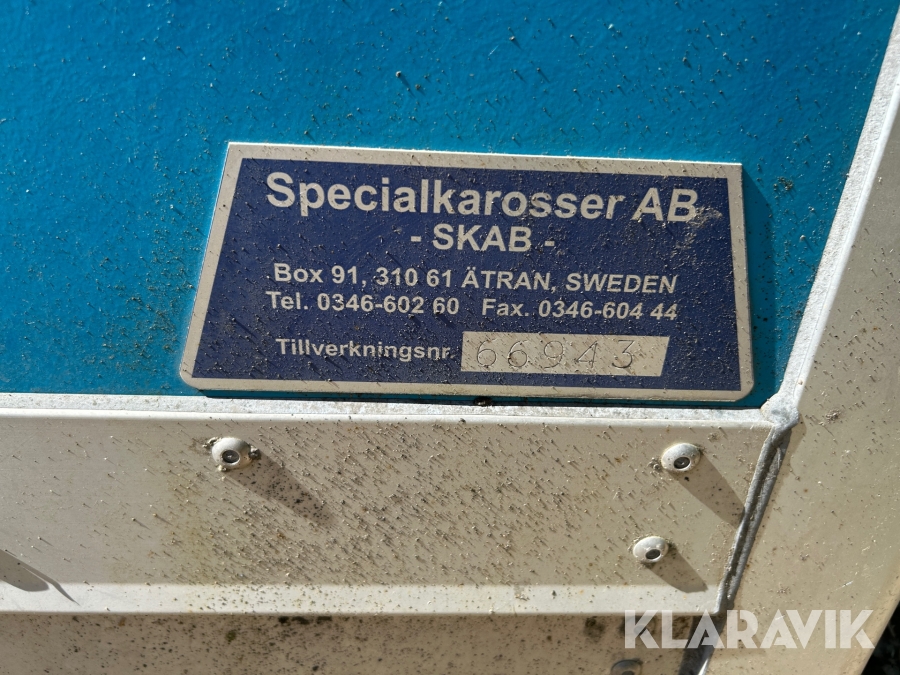 Specialkarosser AB
- SKAB -
Box 91, 310 61 ÄTRAN, SWEDEN
Tel. 0346-602 60 Fax. 0346-604 44
Tillverkningsnr. 66943
KLARAVIK